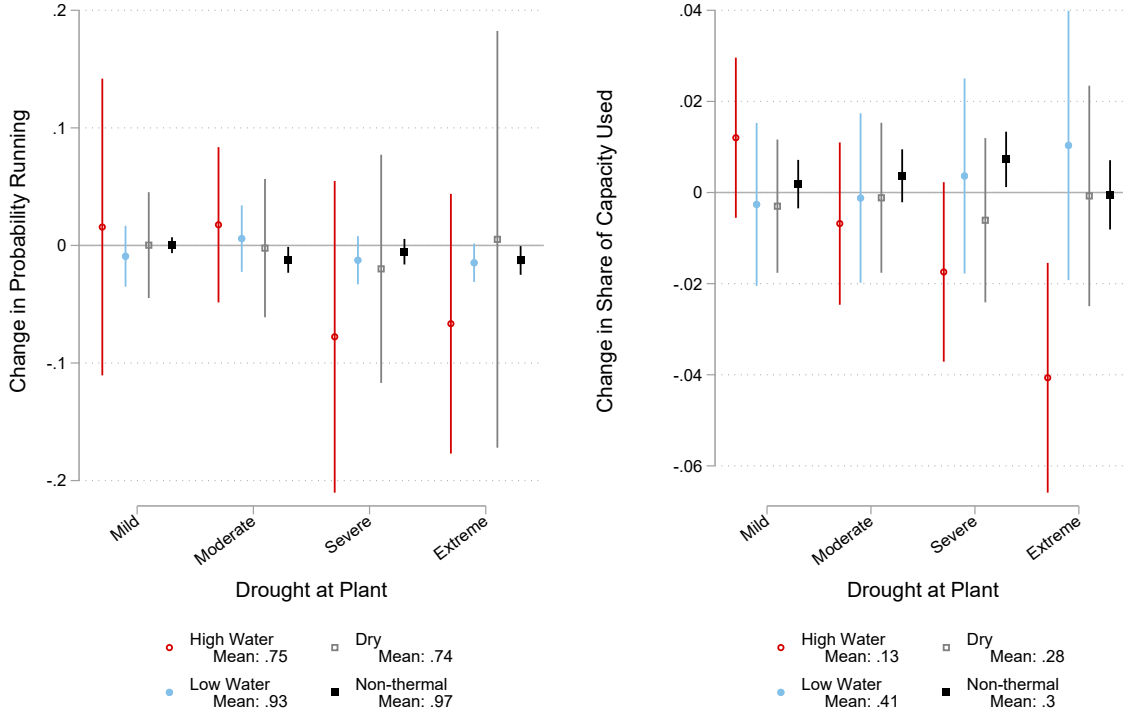 Change in Probability Running
.2
.1
0
-.1
-.2
Mild
Moderate
Severe
Extreme
Drought at Plant
High Water
Mean: .75
Dry
Mean: .74
Low Water
Mean: .93
Non-thermal
Mean: .97
Change in Share of Capacity Used
.04
.02
0
-.02
-.04
-.06
Mild
Moderate
Severe
Extreme
Drought at Plant
High Water
Mean: .13
Dry
Mean: .28
Low Water
Mean: .41
Non-thermal
Mean: .3